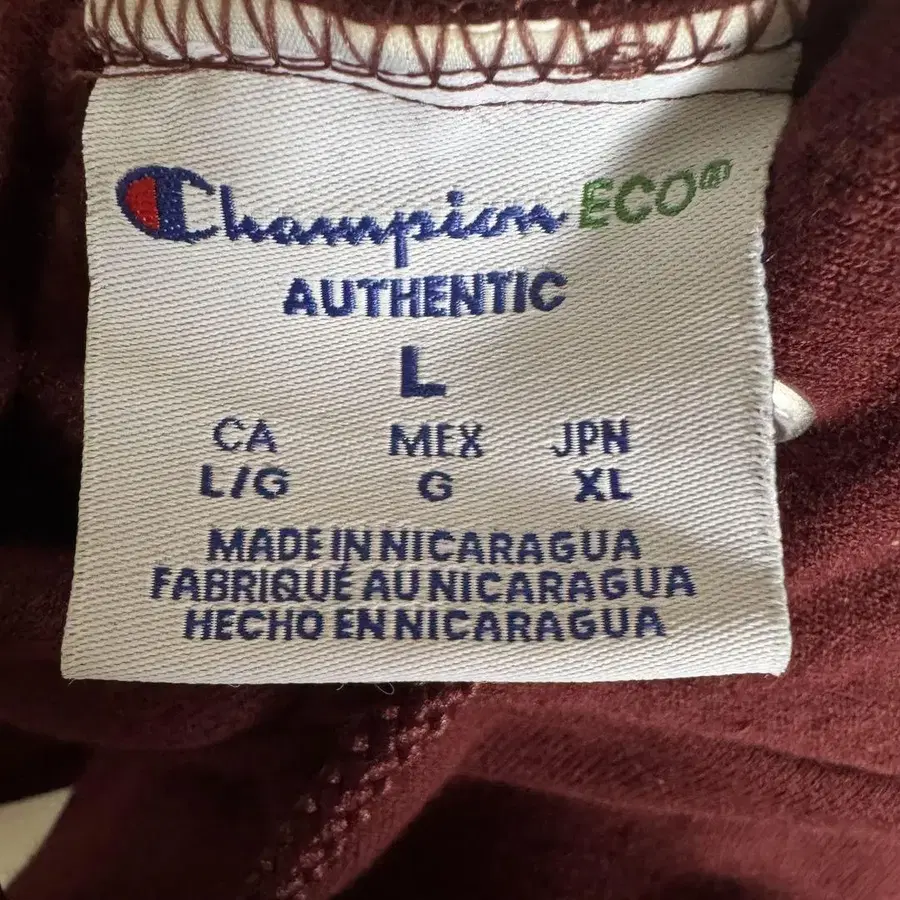 Champion ECO®
AUTHENTIC
L
CA MEX JPN
L/G G XL
MADE IN NICARAGUA
FABRIQUÉ AU NICARAGUA
HECHO EN NICARAGUA